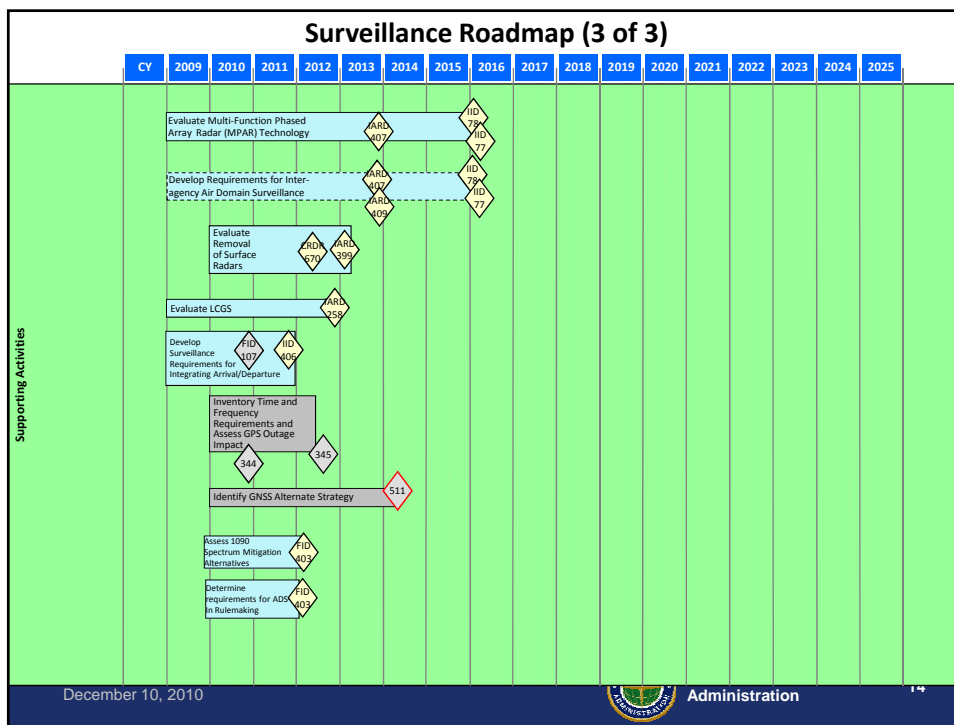 Surveillance Roadmap (3 of 3)
CY 2009 2010 2011 2012 2013 2014 2015 2016 2017 2018 2019 2020 2021 2022 2023 2024 2025
Supporting Activities
Evaluate Multi-Function Phased
Array Radar (MPAR) Technology
IARD
407
IID
78
IID
77
Develop Requirements for Inter-
agency Air Domain Surveillance
IARD
407
IARD
409
IID
78
IID
77
Evaluate
Removal
of Surface
Radars
CRDR
670
IARD
399
Evaluate LCGS
IARD
258
Develop
Surveillance
Requirements for
Integrating Arrival/Departure
FID
107
IID
406
Inventory Time and
Frequency
Requirements and
Assess GPS Outage
Impact
344
345
Identify GNSS Alternate Strategy
511
Assess 1090
Spectrum Mitigation
Alternatives
FID
403
Determine
requirements for ADS
In Rulemaking
FID
403
December 10, 2010
ADMINISTRATION
Administration
14